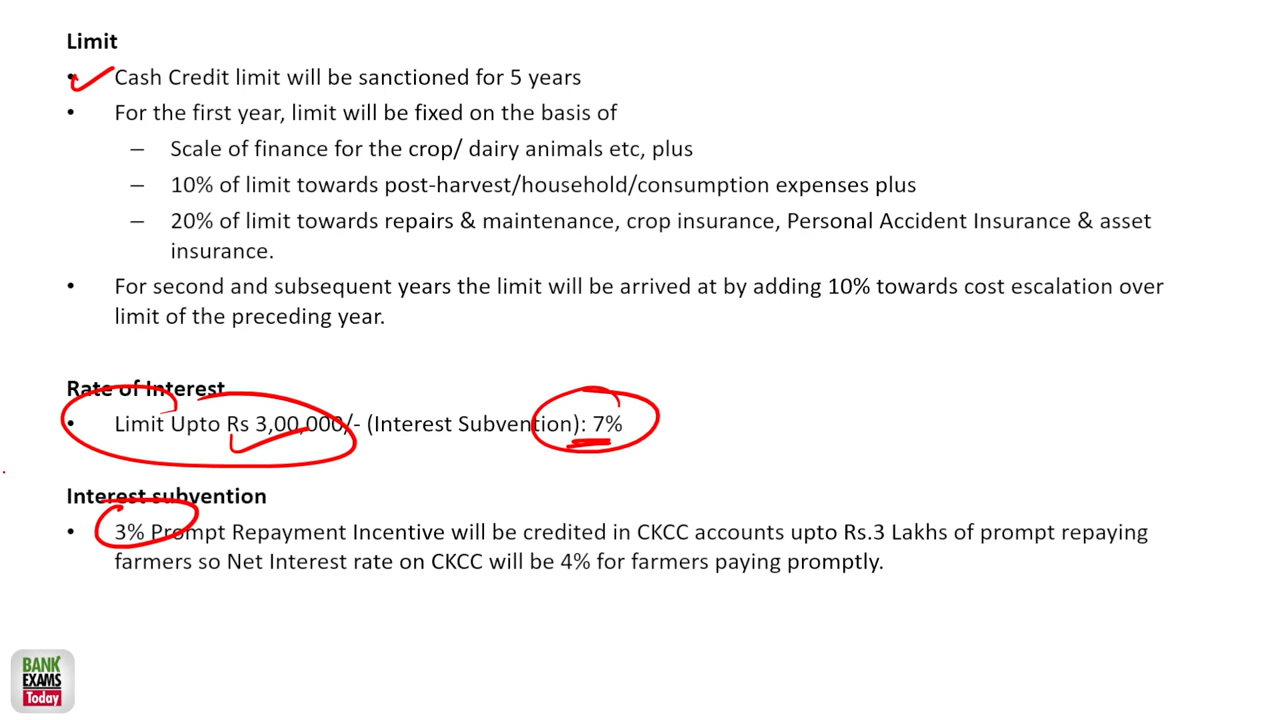 Limit
• Cash Credit limit will be sanctioned for 5 years
• For the first year, limit will be fixed on the basis of
– Scale of finance for the crop/ dairy animals etc, plus
– 10% of limit towards post-harvest/household/consumption expenses plus
– 20% of limit towards repairs & maintenance, crop insurance, Personal Accident Insurance & asset
insurance.
• For second and subsequent years the limit will be arrived at by adding 10% towards cost escalation over
limit of the preceding year.
Rate of Interest
• Limit Upto Rs 3,00,000/- (Interest Subvention): 7%
Interest subvention
• 3% Prompt Repayment Incentive will be credited in CKCC accounts upto Rs.3 Lakhs of prompt repaying
farmers so Net Interest rate on CKCC will be 4% for farmers paying promptly.
BANK
EXAMS
Today